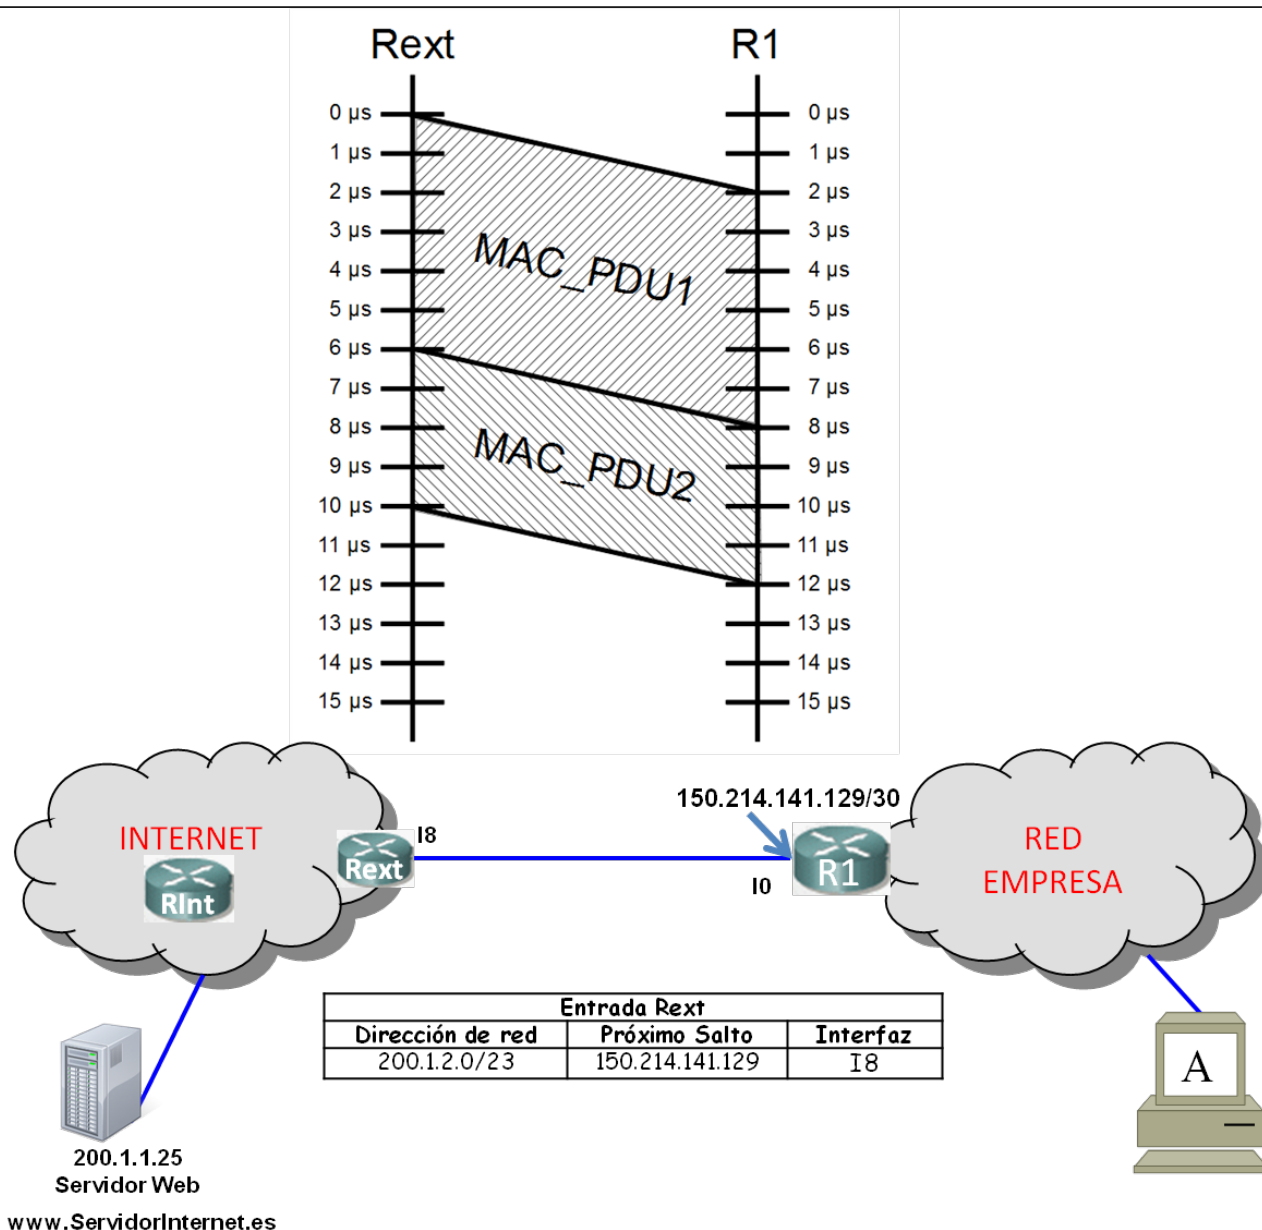 Rext R1
0 µs 0 µs
1 µs 1 µs
2 µs 2 µs
3 µs 3 µs
4 µs 4 µs
5 µs 5 µs
6 µs 6 µs
7 µs 7 µs
8 µs 8 µs
9 µs 9 µs
10 µs 10 µs
11 µs 11 µs
12 µs 12 µs
13 µs 13 µs
14 µs 14 µs
15 µs 15 µs
MAC_PDU1
MAC_PDU2
INTERNET
RInt
Rext
I8
150.214.141.129/30
I0
R1
RED
EMPRESA
Entrada Rext
Dirección de red Próximo Salto Interfaz
200.1.2.0/23 150.214.141.129 I8
A
200.1.1.25
Servidor Web
www.ServidorInternet.es